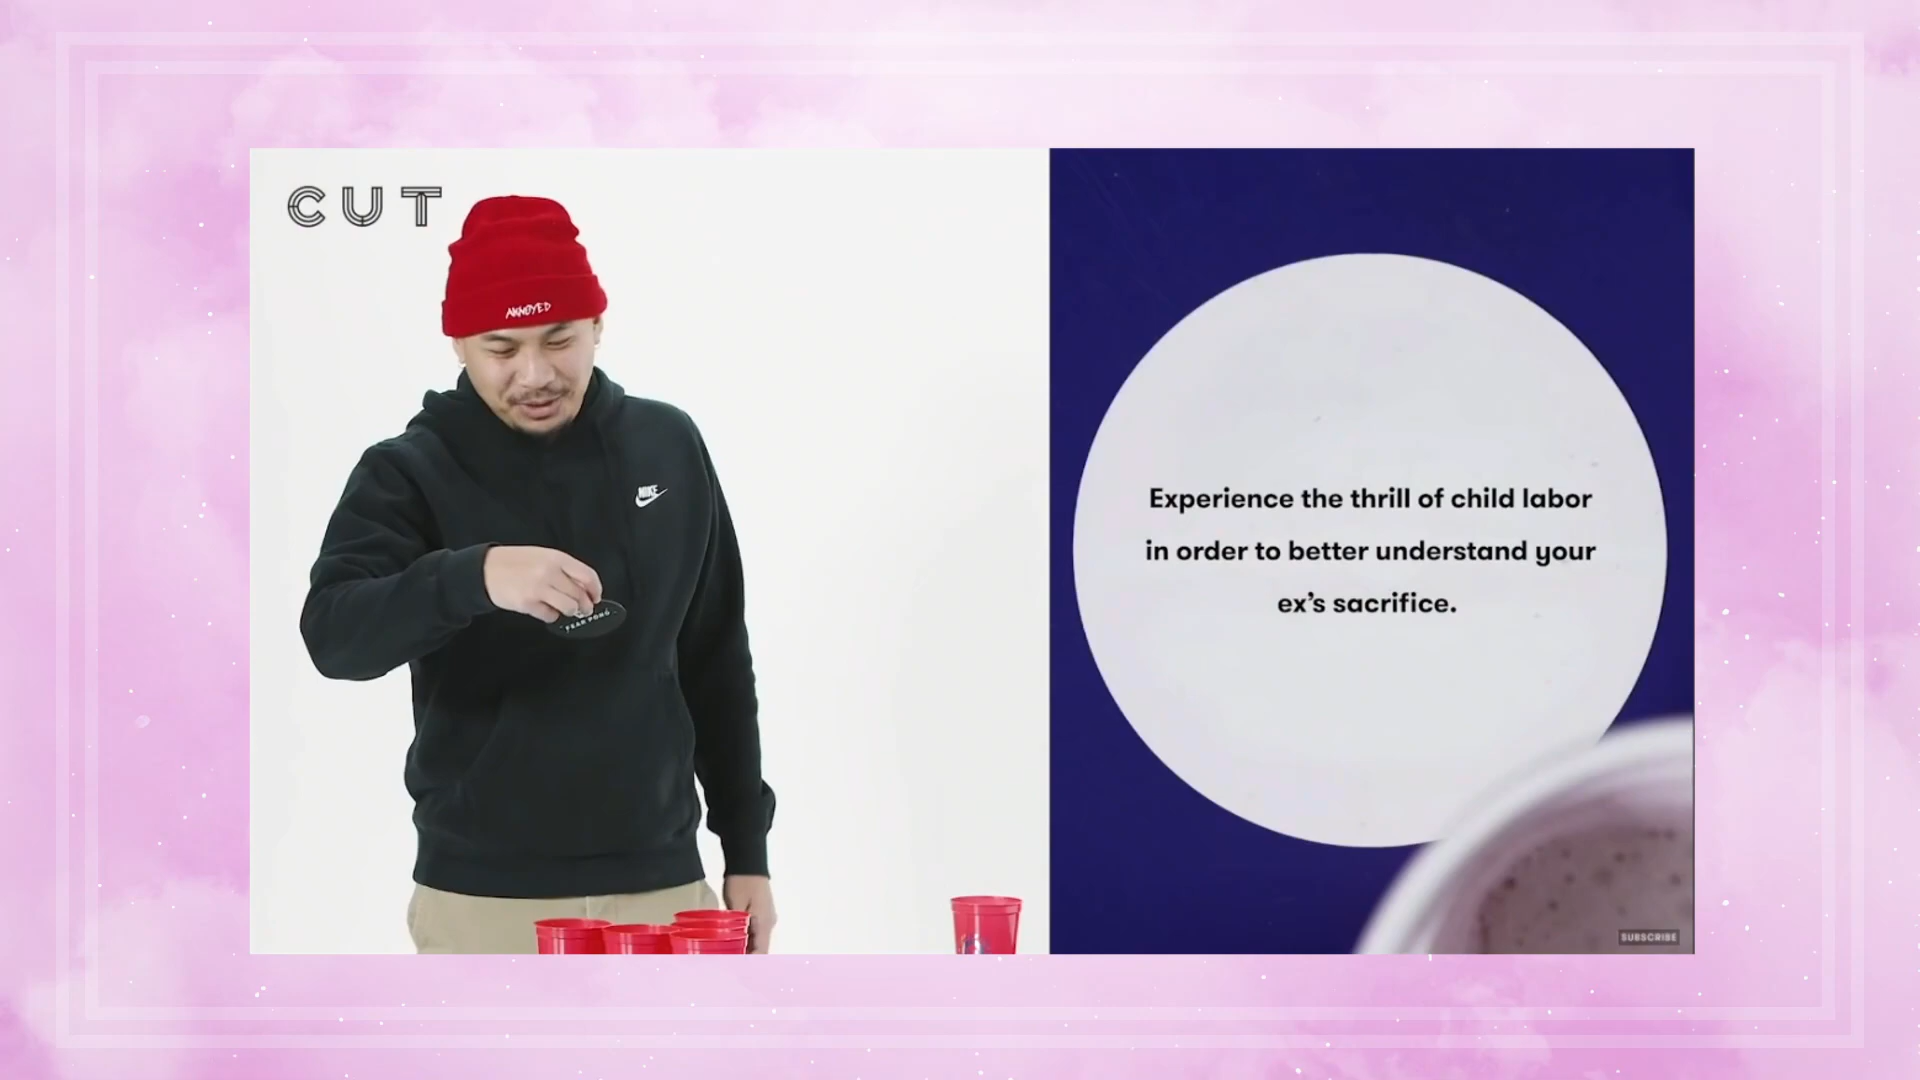 CUT
ANNOYED
NIKE
FEAR PONG
Experience the thrill of child labor
in order to better understand your
ex's sacrifice.
SUBSCRIBE